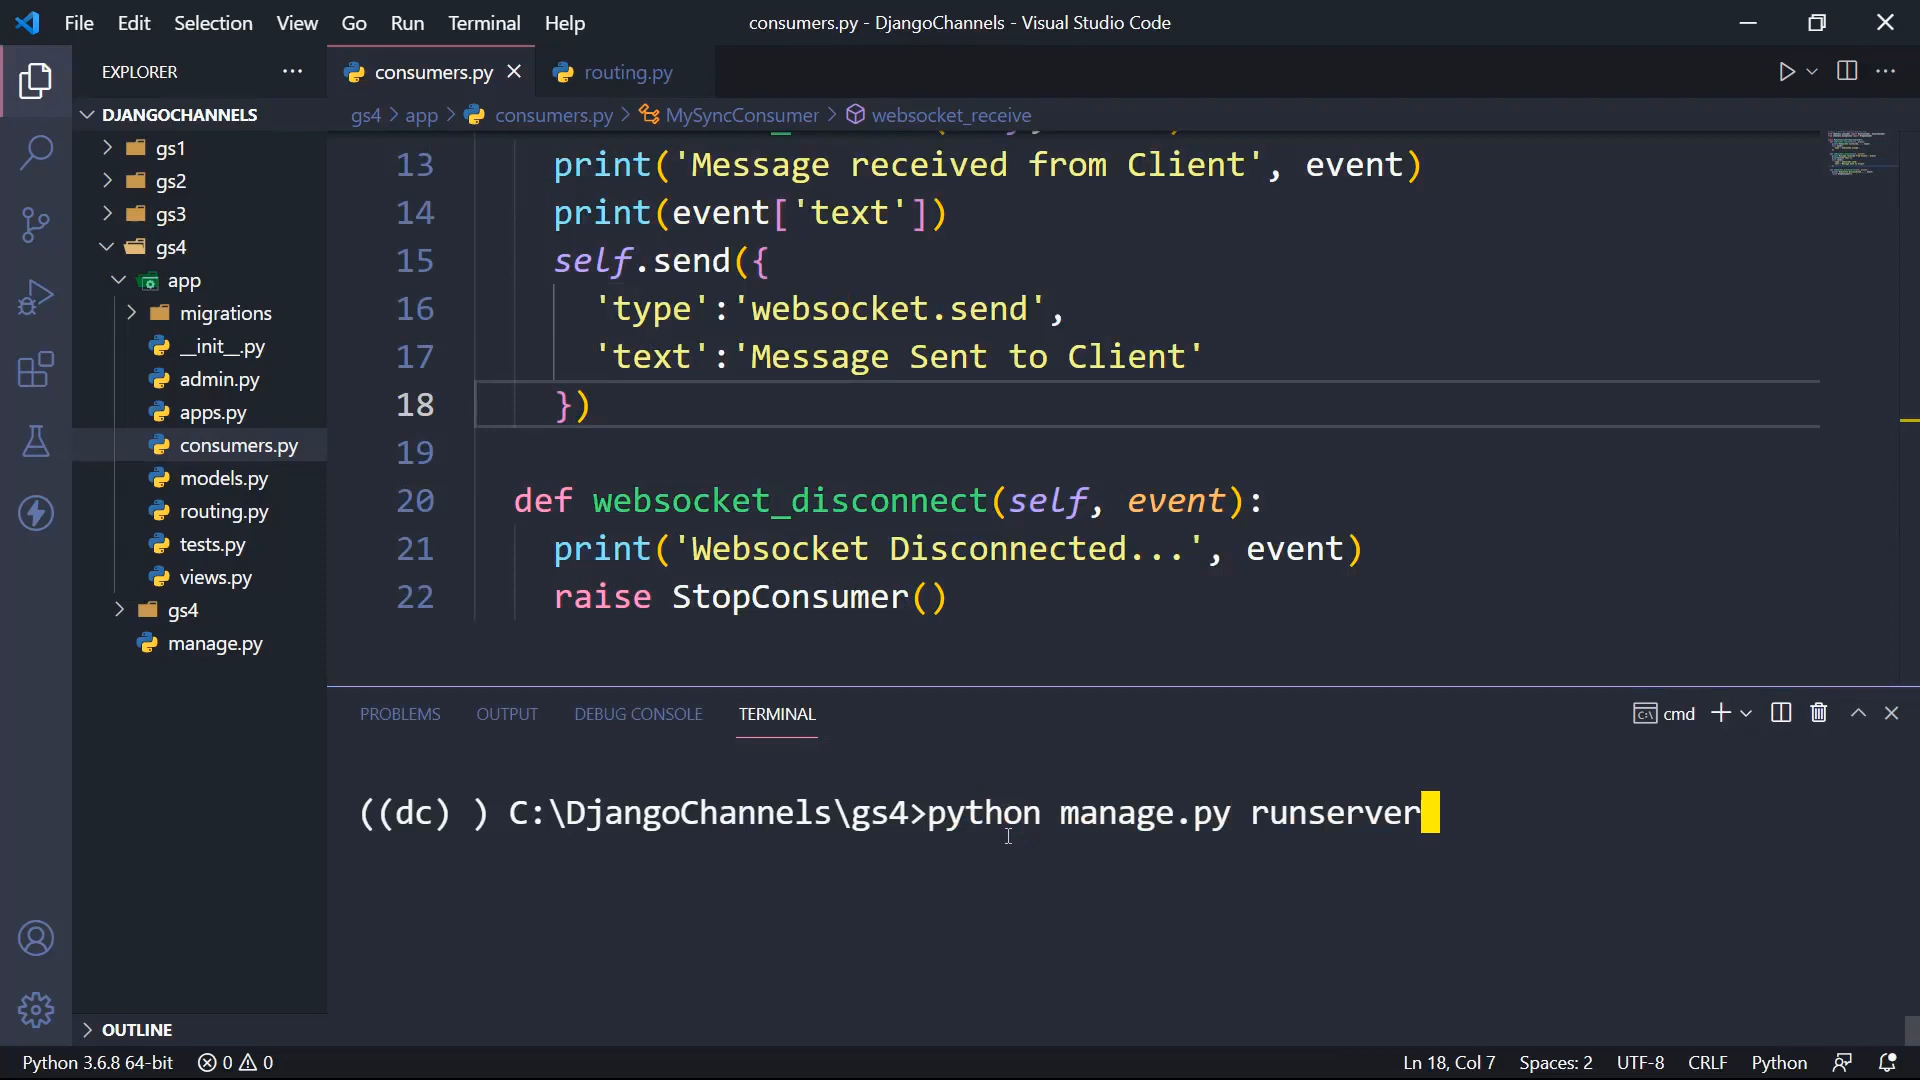 File Edit Selection View Go Run Terminal Help
consumers.py - DjangoChannels - Visual Studio Code
EXPLORER
consumers.py
routing.py
DJANGOCHANNELS
gs1
gs2
gs3
gs4
app
migrations
__init__.py
admin.py
apps.py
consumers.py
models.py
routing.py
tests.py
views.py
gs4
manage.py
OUTLINE
gs4 > app > consumers.py > MySyncConsumer > websocket_receive
13 print('Message received from Client', event)
14 print(event['text'])
15 self.send({
16 'type':'websocket.send',
17 'text':'Message Sent to Client'
18 })
19
20 def websocket_disconnect(self, event):
21 print('Websocket Disconnected...', event)
22 raise StopConsumer()
PROBLEMS OUTPUT DEBUG CONSOLE TERMINAL
cmd
((dc) ) C:\DjangoChannels\gs4>python manage.py runserver
Python 3.6.8 64-bit 0 0
Ln 18, Col 7 Spaces: 2 UTF-8 CRLF Python